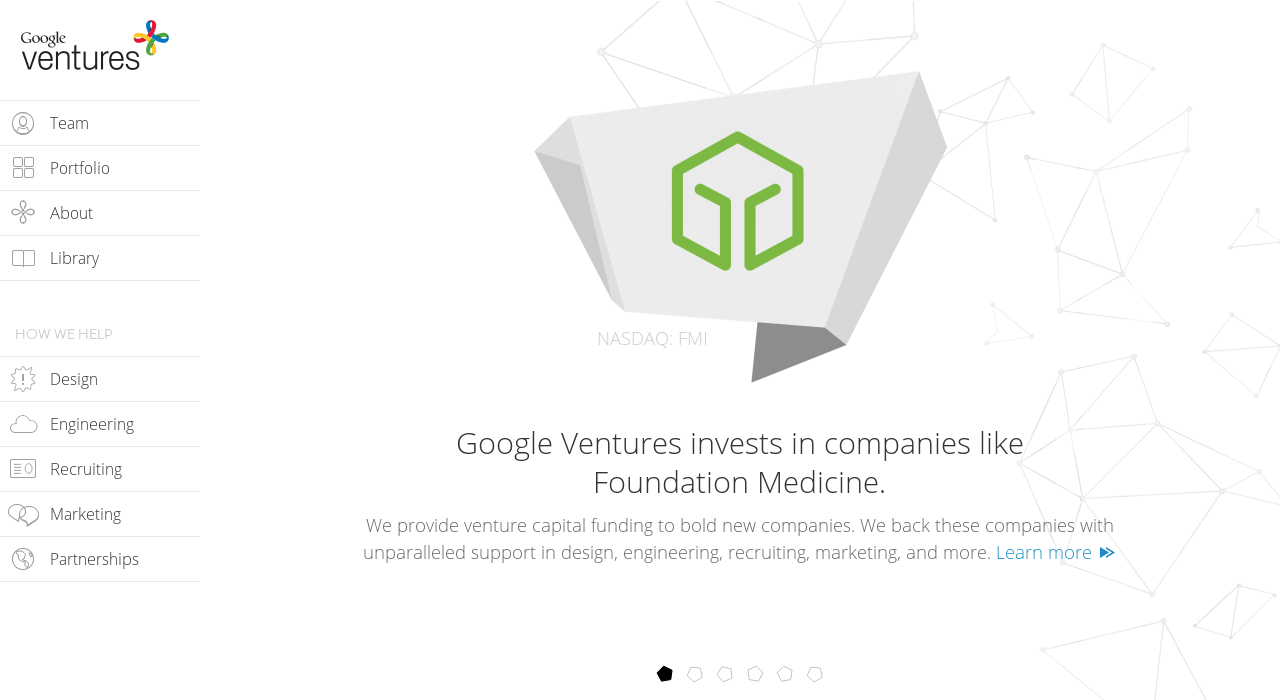 Google
ventures
Team
Portfolio
About
Library
HOW WE HELP
Design
Engineering
Recruiting
Marketing
Partnerships
NASDAQ: FMI
Google Ventures invests in companies like
Foundation Medicine.
We provide venture capital funding to bold new companies. We back these companies with
unparalleled support in design, engineering, recruiting, marketing, and more. Learn more